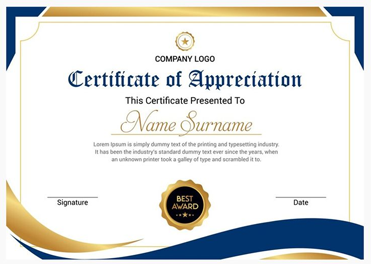 COMPANY LOGO
Certificate of Appreciation
This Certificate Presented To
Name Surname
Lorem Ipsum is simply dummy text of the printing and typesetting industry.
It has been the industry's standard dummy text ever since the years, when
an unknown printer took a galley of type and scrambled it to.
BEST
AWARD
Signature
Date